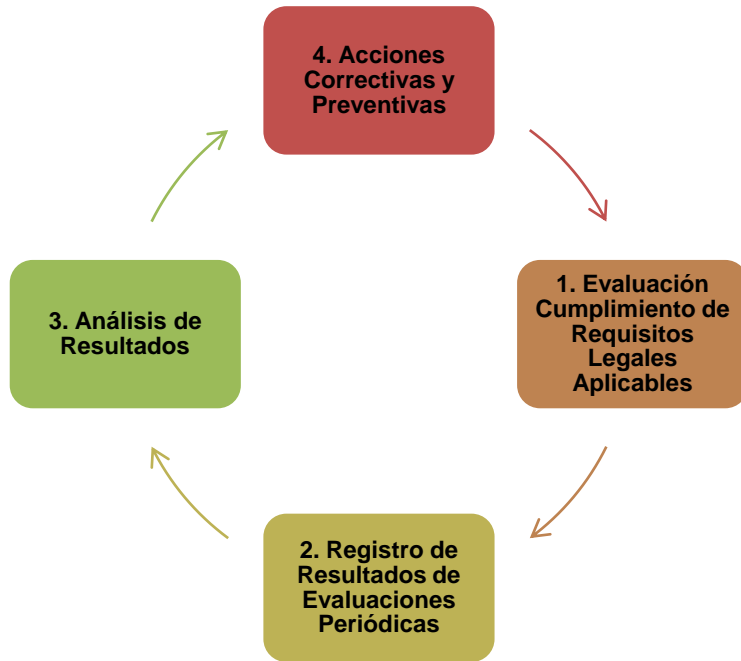 4. Acciones
Correctivas y
Preventivas
1. Evaluación
Cumplimiento de
Requisitos
Legales
Aplicables
2. Registro de
Resultados de
Evaluaciones
Periódicas
3. Análisis de
Resultados